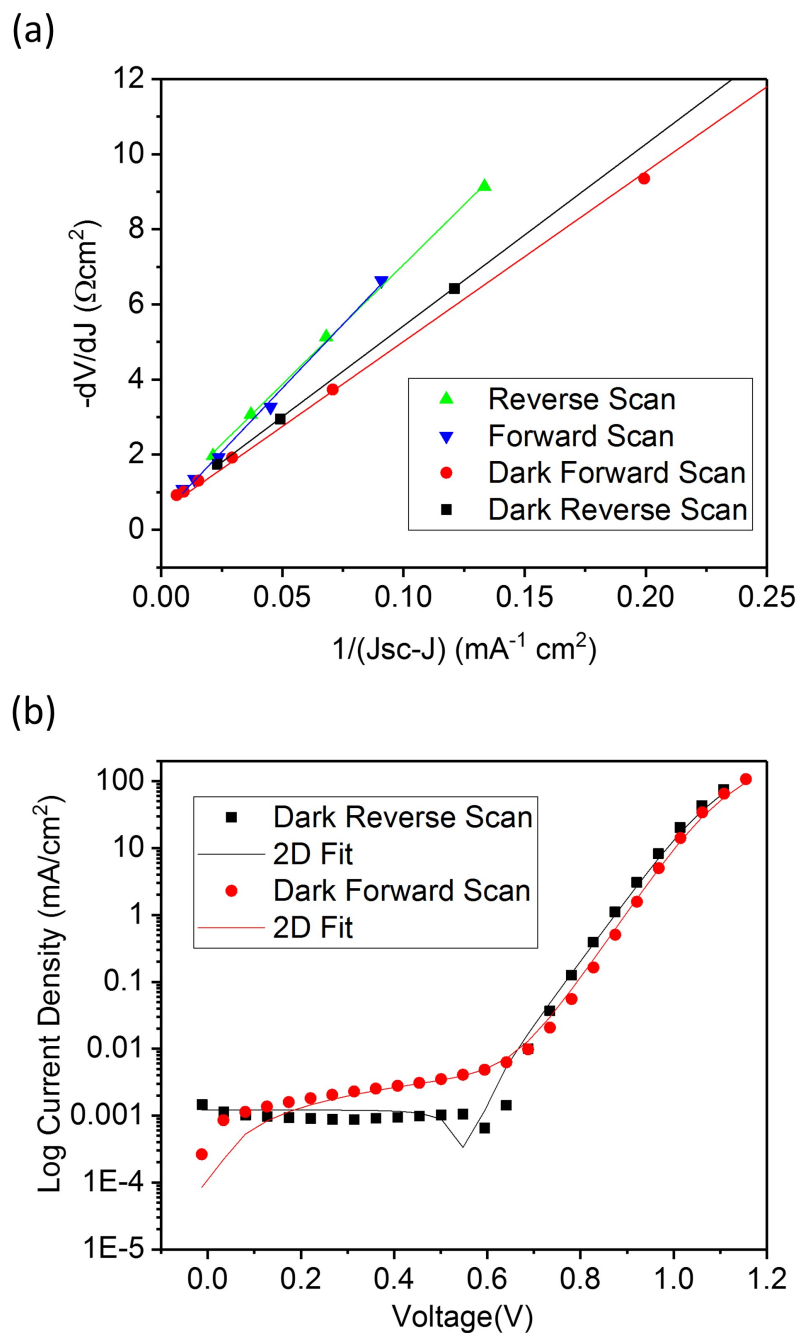 (a)
12
10
8
6
4
2
0
-dV/dJ (Ωcm²)
Reverse Scan
Forward Scan
Dark Forward Scan
Dark Reverse Scan
0.00 0.05 0.10 0.15 0.20 0.25
1/(Jsc-J) (mA⁻¹ cm²)
(b)
100
10
1
0.1
0.01
0.001
1E-4
1E-5
Log Current Density (mA/cm²)
Dark Reverse Scan
2D Fit
Dark Forward Scan
2D Fit
0.0 0.2 0.4 0.6 0.8 1.0 1.2
Voltage(V)